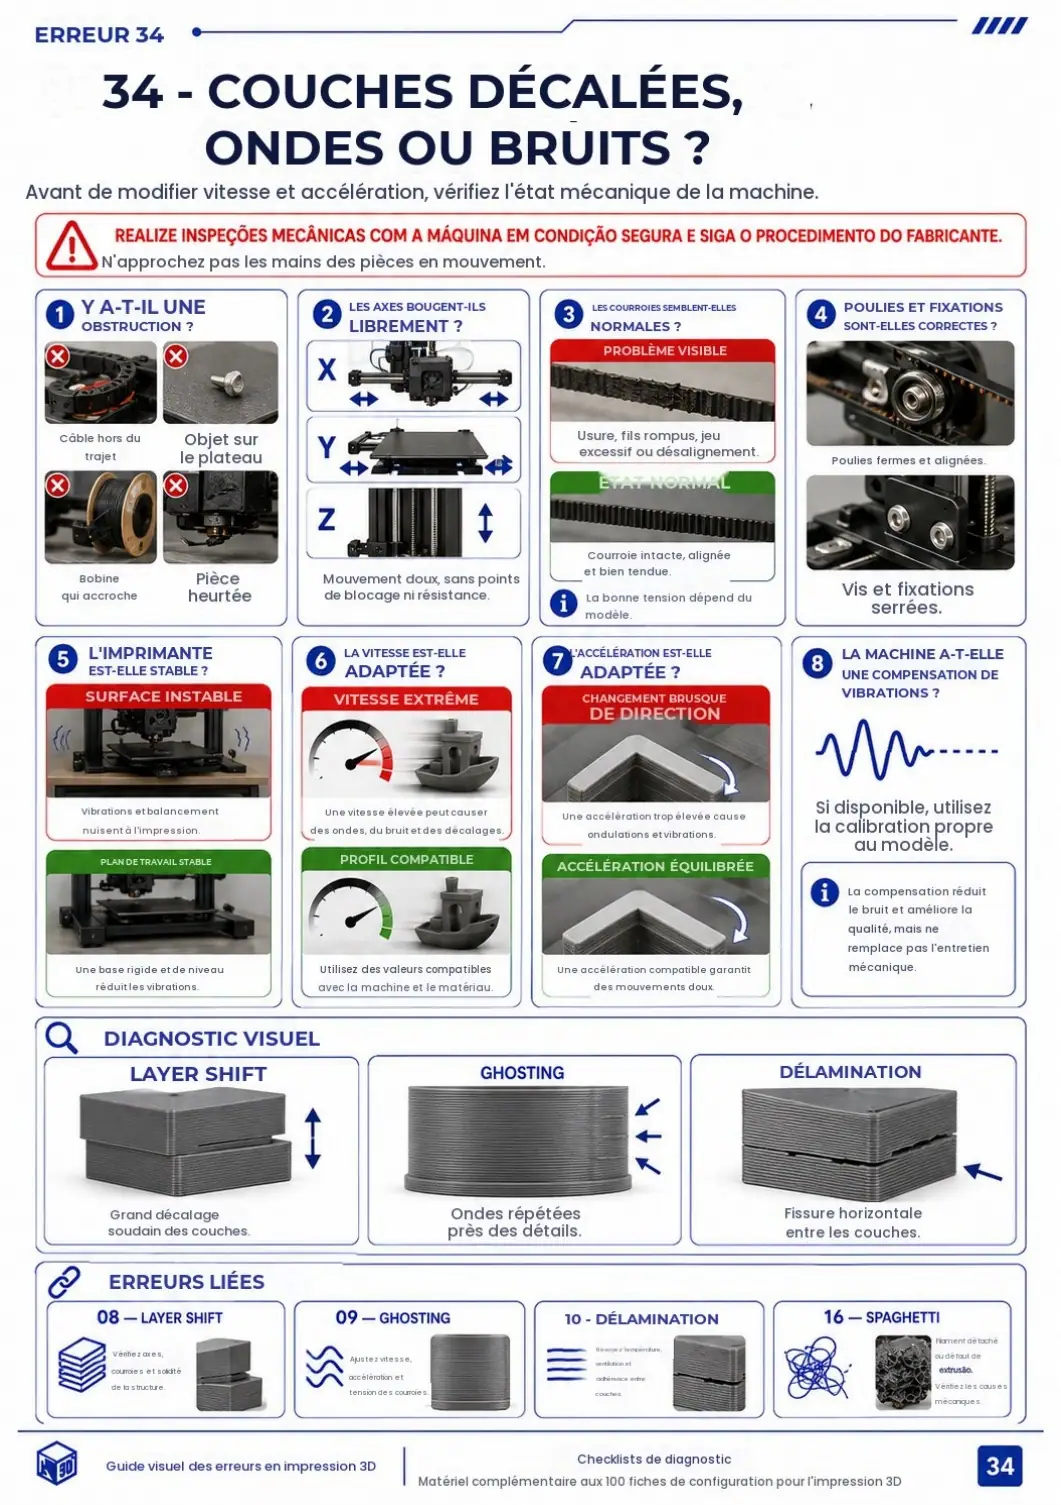 ERREUR 34
34 - COUCHES DÉCALÉES,
ONDES OU BRUITS ?
Avant de modifier vitesse et accélération, vérifiez l'état mécanique de la machine.
REALIZE INSPEÇÕES MECÂNICAS COM A MÁQUINA EM CONDIÇÃO SEGURA E SIGA O PROCEDIMENTO DO FABRICANTE.
N'approchez pas les mains des pièces en mouvement.
1 Y A-T-IL UNE
OBSTRUCTION ?
Câble hors du
trajet
Objet sur
le plateau
Bobine
qui accroche
Pièce
heurtée
2 LES AXES BOUGENT-ILS
LIBREMENT ?
X
Y
Z
Mouvement doux, sans points
de blocage ni résistance.
3 LES COURROIES SEMBLENT-ELLES
NORMALES ?
PROBLÈME VISIBLE
Usure, fils rompus, jeu
excessif ou désalignement.
ÉTAT NORMAL
Courroie intacte, alignée
et bien tendue.
i La bonne tension dépend du
modèle.
4 POULIES ET FIXATIONS
SONT-ELLES CORRECTES ?
Poulies fermes et alignées.
Vis et fixations
serrées.
5 L'IMPRIMANTE
EST-ELLE STABLE ?
SURFACE INSTABLE
Vibrations et balancement
nuisent à l'impression.
PLAN DE TRAVAIL STABLE
Une base rigide et de niveau
réduit les vibrations.
6 LA VITESSE EST-ELLE
ADAPTÉE ?
VITESSE EXTRÊME
Une vitesse élevée peut causer
des ondes, du bruit et des décalages.
PROFIL COMPATIBLE
Utilisez des valeurs compatibles
avec la machine et le matériau.
7 L'ACCÉLÉRATION EST-ELLE
ADAPTÉE ?
CHANGEMENT BRUSQUE
DE DIRECTION
Une accélération trop élevée cause
ondulations et vibrations.
ACCÉLÉRATION ÉQUILIBRÉE
Une accélération compatible garantit
des mouvements doux.
8 LA MACHINE A-T-ELLE
UNE COMPENSATION DE
VIBRATIONS ?
Si disponible, utilisez
la calibration propre
au modèle.
i La compensation réduit
le bruit et améliore la
qualité, mais ne
remplace pas l'entretien
mécanique.
DIAGNOSTIC VISUEL
LAYER SHIFT
Grand décalage
soudain des couches.
GHOSTING
Ondes répétées
près des détails.
DÉLAMINATION
Fissure horizontale
entre les couches.
ERREURS LIÉES
08 — LAYER SHIFT
Vérifiez axes,
courroies et solidité
de la structure.
09 — GHOSTING
Ajustez vitesse,
accélération et
tension des courroies.
10 - DÉLAMINATION
température,
ventilation et
adhérence entre
couches.
16 — SPAGHETTI
Filament détaché
ou défaut de
extrusão.
Vérifiez les causes
mécaniques.
3D
Guide visuel des erreurs en impression 3D
Checklists de diagnostic
Matériel complémentaire aux 100 fiches de configuration pour l'impression 3D
34